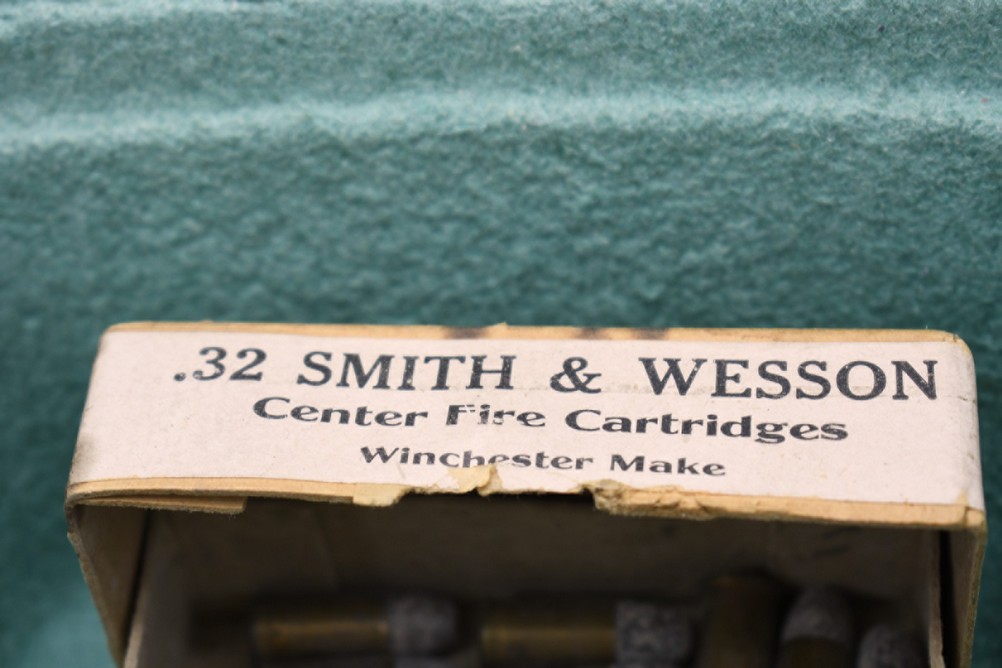 .32 SMITH & WESSON
Center Fire Cartridges
Winchester Make